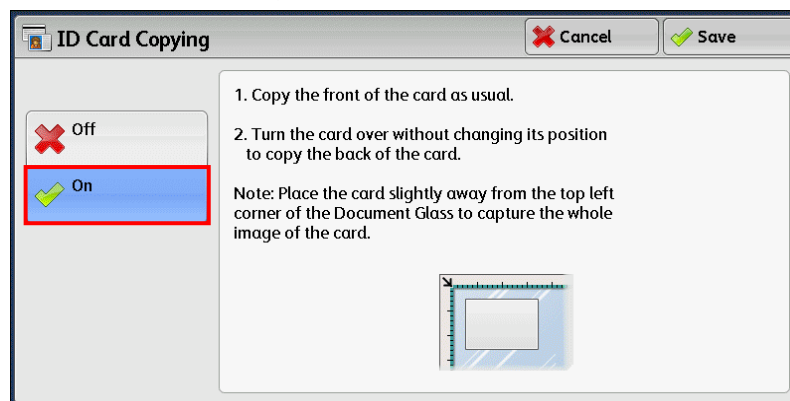 ID Card Copying
Cancel
Save
Off
On
1. Copy the front of the card as usual.
2. Turn the card over without changing its position
to copy the back of the card.
Note: Place the card slightly away from the top left
corner of the Document Glass to capture the whole
image of the card.